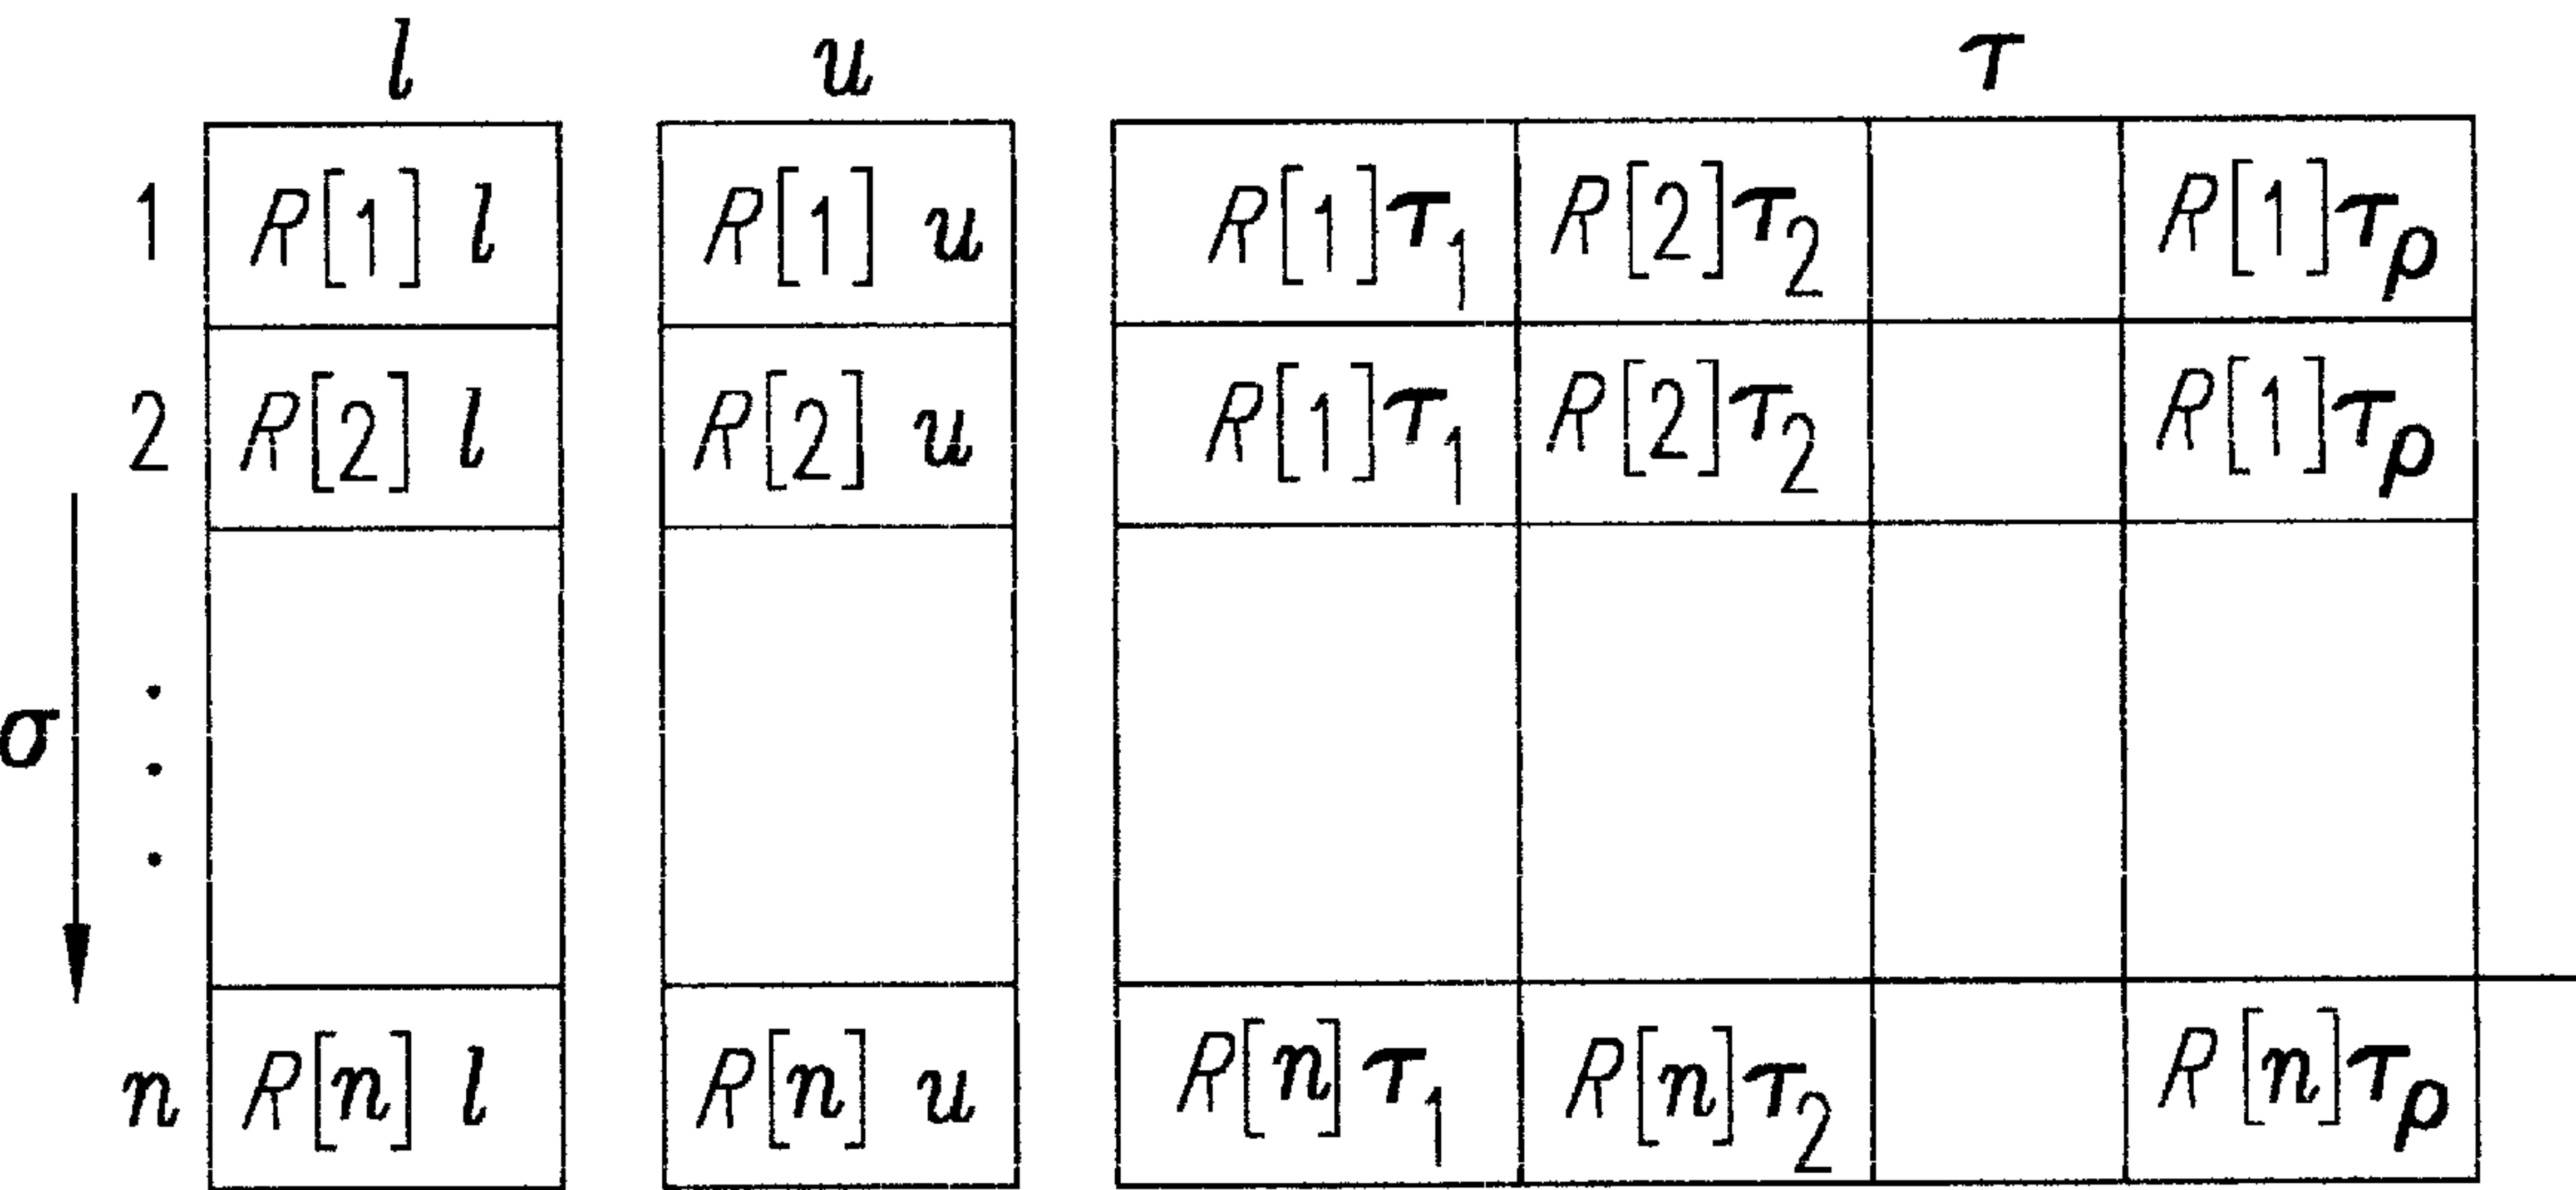 l u τ
1 R[1] l R[1] u R[1]τ₁ R[2]τ₂ R[1]τρ
2 R[2] l R[2] u R[1]τ₁ R[2]τ₂ R[1]τρ
σ
.
.
.
n R[n] l R[n] u R[n]τ₁ R[n]τ₂ R[n]τρ